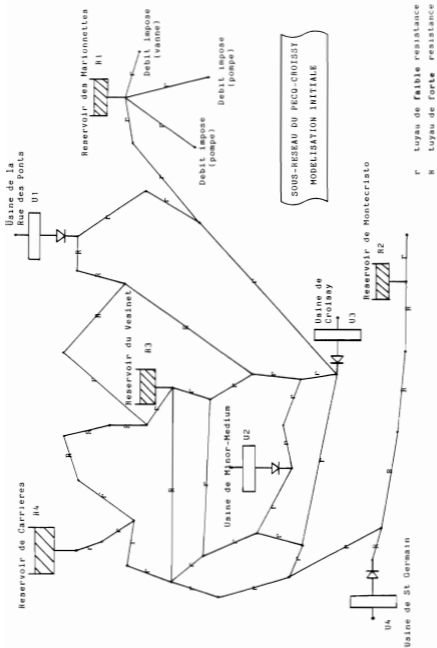 Reservoir de Carrieres
R4
Usine de la
Rue des Ponts
U1
Reservoir des Marionnettes
R1
Debit impose
(vanne)
Debit impose
(pompe)
Debit impose
(pompe)
Reservoir du Vesinet
R3
Usine de Minor-Medium
U2
Usine de
Croissy
U3
Reservoir de Montecristo
R2
Usine de St Germain
U4
SOUS-RESEAU DU PECQ-CROISSY
MODELISATION INITIALE
r tuyau de faible resistance
R tuyau de forte resistance